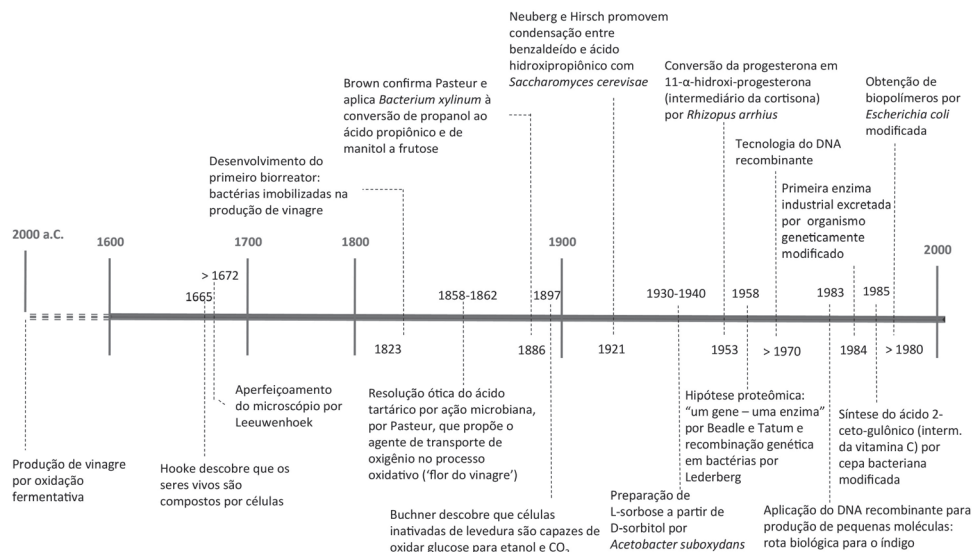 Neuberg e Hirsch promovem
condensação entre
benzaldeído e ácido
hidroxipropiônico com
Saccharomyces cerevisae
Conversão da progesterona em
11-α-hidroxi-progesterona
(intermediário da cortisona)
por Rhizopus arrhius
Obtenção de
biopolímeros por
Escherichia coli
modificada
Brown confirma Pasteur e
aplica Bacterium xylinum à
conversão de propanol ao
ácido propiônico e de
manitol a frutose
Tecnologia do DNA
recombinante
Desenvolvimento do
primeiro biorreator:
bactérias imobilizadas na
produção de vinagre
Primeira enzima
industrial excretada
por organismo
geneticamente
modificado
2000 a.C.
1600
1700
1800
1900
2000
> 1672
1665
1858-1862
1897
1930-1940
1958
1983
1985
1823
1886
1921
1953
> 1970
1984
> 1980
Aperfeiçoamento
do microscópio por
Leeuwenhoek
Resolução ótica do ácido
tartárico por ação microbiana,
por Pasteur, que propõe o
agente de transporte de
oxigênio no processo
oxidativo (‘flor do vinagre’)
Hipótese proteômica:
“um gene – uma enzima”
por Beadle e Tatum e
recombinação genética
em bactérias por
Lederberg
Síntese do ácido 2-
ceto-gulônico (interm.
da vitamina C) por
cepa bacteriana
modificada
Produção de vinagre
por oxidação
fermentativa
Hooke descobre que os
seres vivos são
compostos por células
Buchner descobre que células
inativadas de levedura são capazes de
oxidar glucose para etanol e CO₂
Preparação de
L-sorbose a partir de
D-sorbitol por
Acetobacter suboxydans
Aplicação do DNA recombinante para
produção de pequenas moléculas:
rota biológica para o índigo